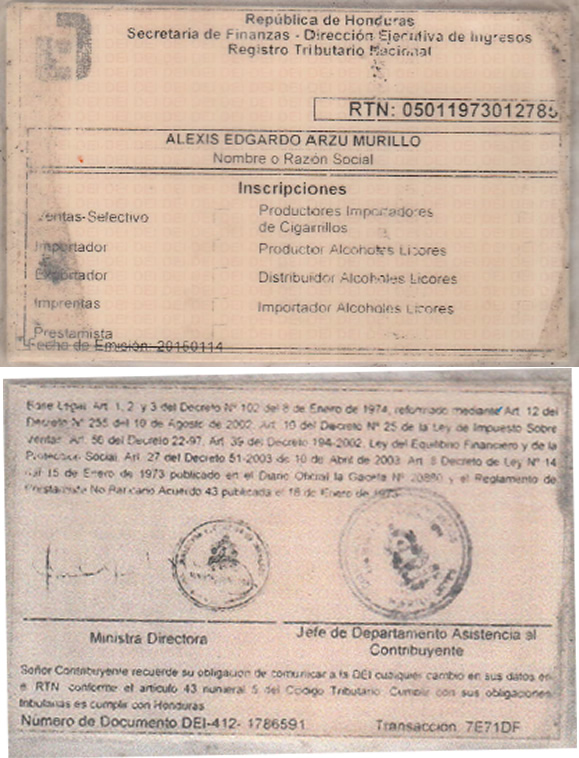 República de Honduras
Secretaria de Finanzas - Dirección Ejecutiva de Ingresos
Registro Tributario Nacional
RTN: 05011973012785
ALEXIS EDGARDO ARZU MURILLO
Nombre o Razón Social
Inscripciones
Ventas-Selectivo
Productores Importadores
de Cigarrillos
Importador
Productor Alcoholes Licores
Exportador
Distribuidor Alcoholes Licores
Imprentas
Importador Alcoholes Licores
Prestamista
Fecha de Emisión: 20150114
Base Legal: Art. 1, 2 y 3 del Decreto Nº 102 del 8 de Enero de 1974, reformado mediante Art. 12 del
Decreto Nº 255 del 10 de Agosto de 2002, Art. 10 del Decreto Nº 25 de la Ley de Impuesto Sobre
Ventas. Art. 56 del Decreto 22-97, Art. 39 del Decreto 194-2002, Ley del Equilibrio Financiero y de la
Protección Social. Art. 27 del Decreto 51-2003 de 10 de Abril de 2003. Art. 8 Decreto de Ley Nº 14
del 15 de Enero de 1973 publicado en el Diario Oficial la Gaceta Nº 20880 y el Reglamento de
Prestamista No Bancario Acuerdo 43 publicada el 18 de Enero de 1973
Ministra Directora
Jefe de Departamento Asistencia al
Contribuyente
Señor Contribuyente recuerde su obligación de comunicar a la DEI cualquier cambio en sus datos en
el RTN conforme el artículo 43 numeral 5 del Código Tributario. Cumplir con sus obligaciones
tributarias es cumplir con Honduras
Número de Documento DEI-412- 1786591
Transaccion 7E71DF